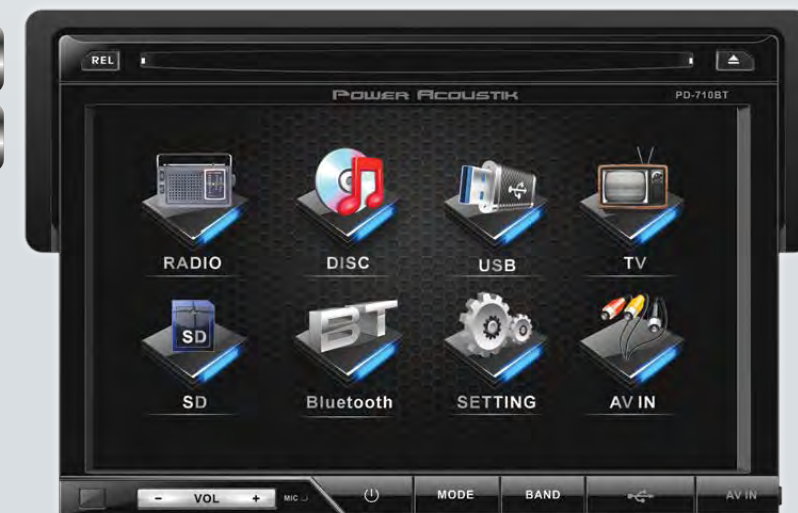 REL
POWER ACOUSTIK PD-710BT
RADIO DISC USB TV
SD
SD Bluetooth SETTING AV IN
BT
- VOL + MIC MODE BAND AV IN